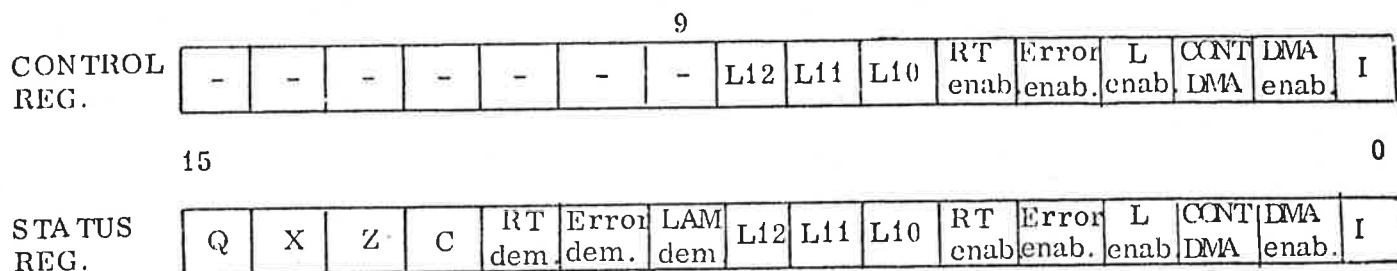 9
CONTROL REG. - - - - - - - L12 L11 L10 RT enab. Error enab. L enab. CONT DMA DMA enab. I
15 0
STATUS REG. Q X Z C RT dem. Error dem. LAM dem L12 L11 L10 RT enab. Error enab. L enab. CONT DMA DMA enab. I